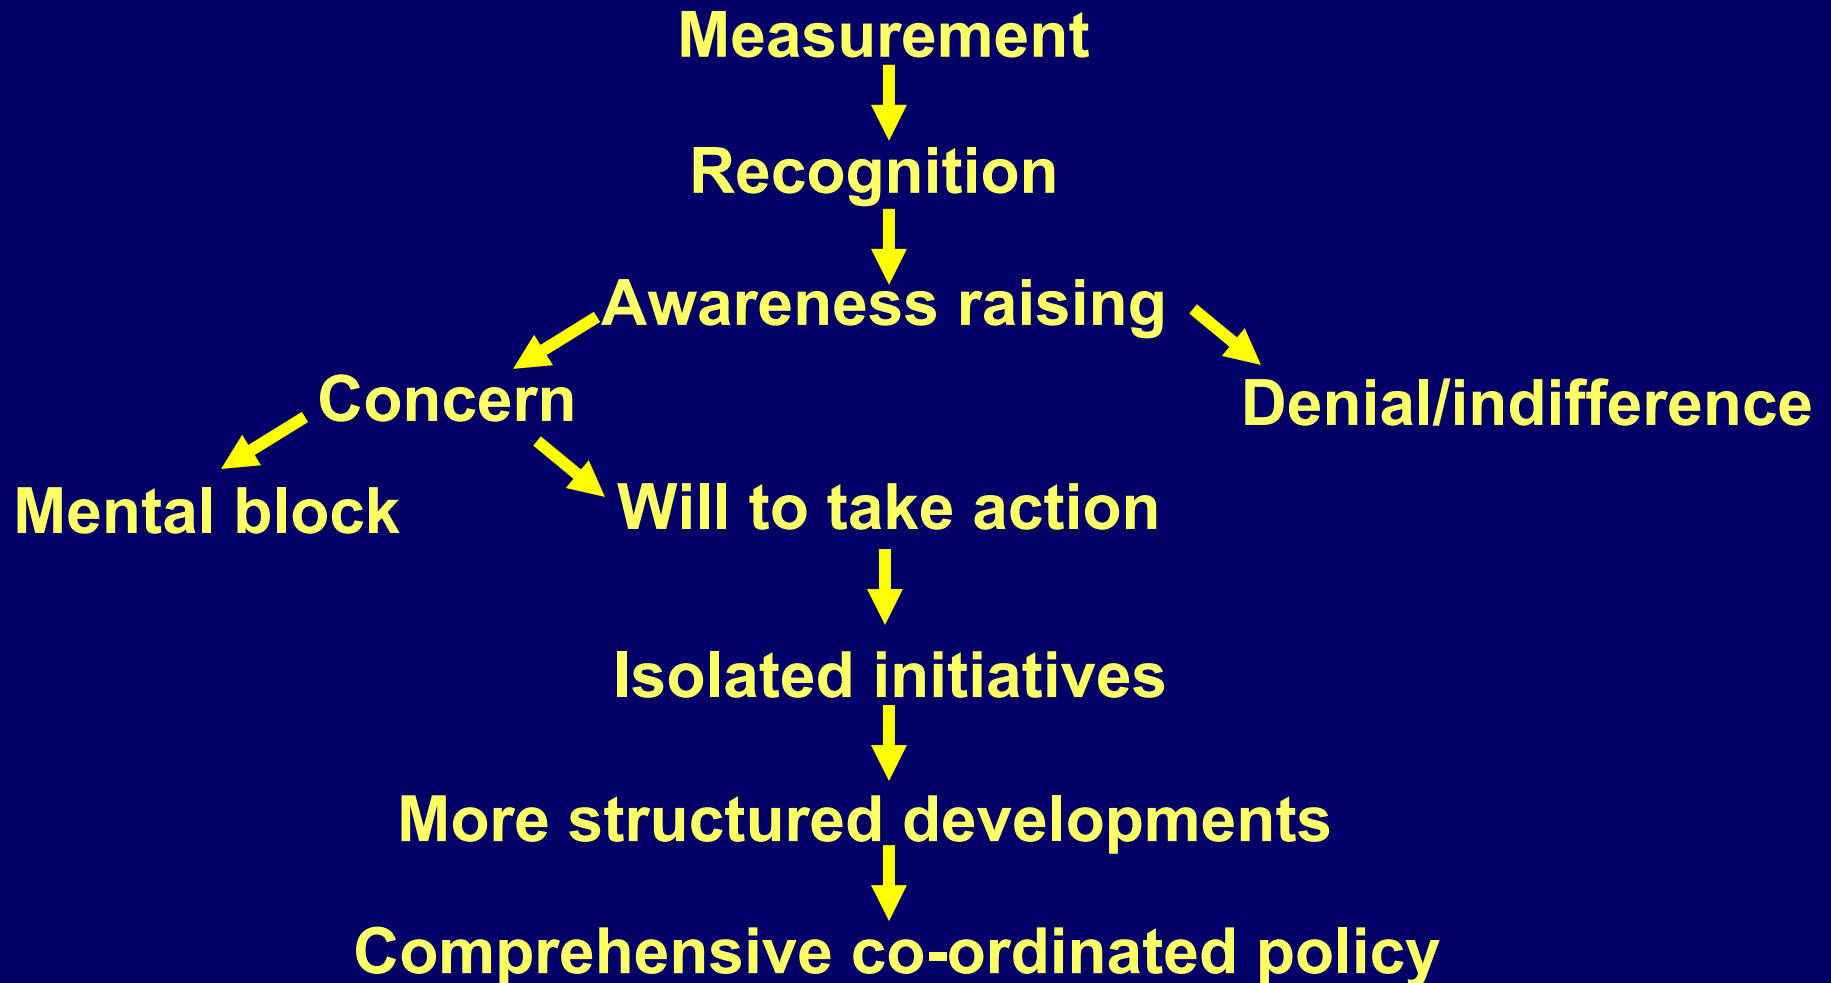 Measurement
Recognition
Awareness raising
Concern
Denial/indifference
Mental block
Will to take action
Isolated initiatives
More structured developments
Comprehensive co-ordinated policy